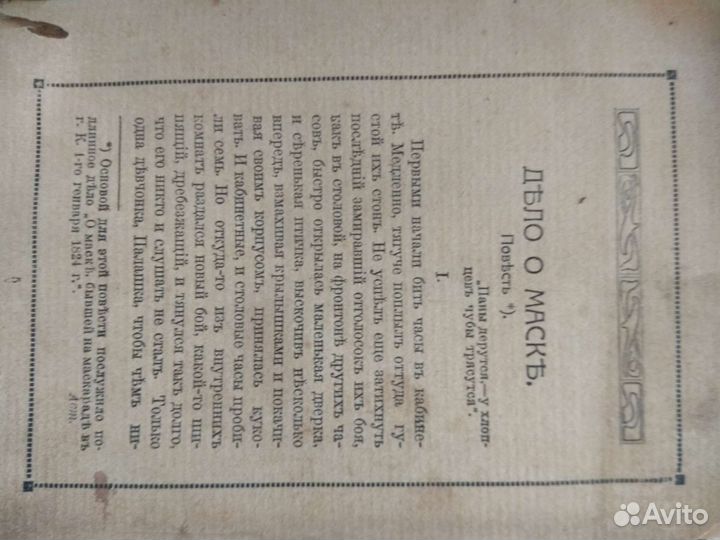 ДѢЛО О МАСКѢ.
Повѣсть *).
„Паны дерутся,—у хлоп-
цевъ чубы трясутся“.
I.
Первыми начали бить часы въ кабине-
тѣ. Медленно, тягуче поплылъ оттуда гу-
стой ихъ стонъ. Не успѣлъ еще затихнуть
послѣдній замиравшій отголосокъ ихъ боя,
какъ въ столовой, на фронтонѣ другихъ ча-
совъ, быстро открылась маленькая дверка,
и сѣренькая птичка, выскочивъ нѣсколько
впередъ, взмахивая крылышками и покачи-
вая своимъ корпусомъ, принялась куко-
вать. И кабинетные, и столовые часы проби-
ли семь. Но откуда-то изъ внутреннихъ
комнатъ раздался новый бой, какой-то ши-
пящій, дребезжащій, и тянулся такъ долго,
что его никто и слушать не сталъ. Только
одна дѣвчонка, Палашка, чтобы чѣмъ ни-
*) Основой для этой повѣсти послужило по-
длинное дѣло „О маскѣ, бывшей на маскарадѣ въ
г. К. 1-го генваря 1824 г.“.
Авт.
5
Avito